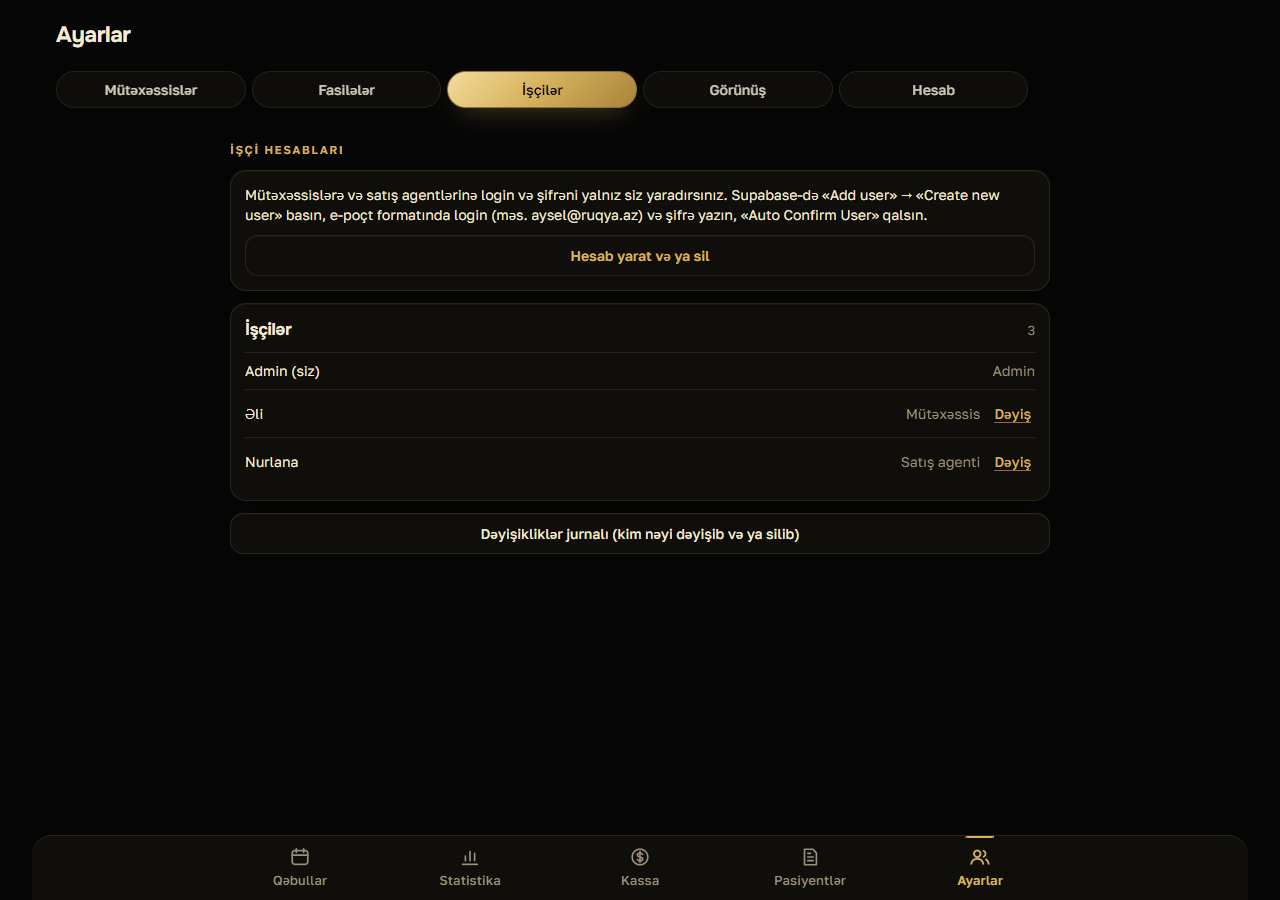 Ayarlar
Mütəxəssislər
Fasilələr
İşçilər
Görünüş
Hesab
İŞÇİ HESABLARI
Mütəxəssislərə və satış agentlərinə login və şifrəni yalnız siz yaradırsınız. Supabase-də «Add user» → «Create new
user» basın, e-poçt formatında login (məs. aysel@ruqya.az) və şifrə yazın, «Auto Confirm User» qalsın.
Hesab yarat və ya sil
İşçilər 3
Admin (siz) Admin
Əli Mütəxəssis Dəyiş
Nurlana Satış agenti Dəyiş
Dəyişikliklər jurnalı (kim nəyi dəyişib və ya silib)
Qəbullar
Statistika
Kassa
Pasiyentlər
Ayarlar